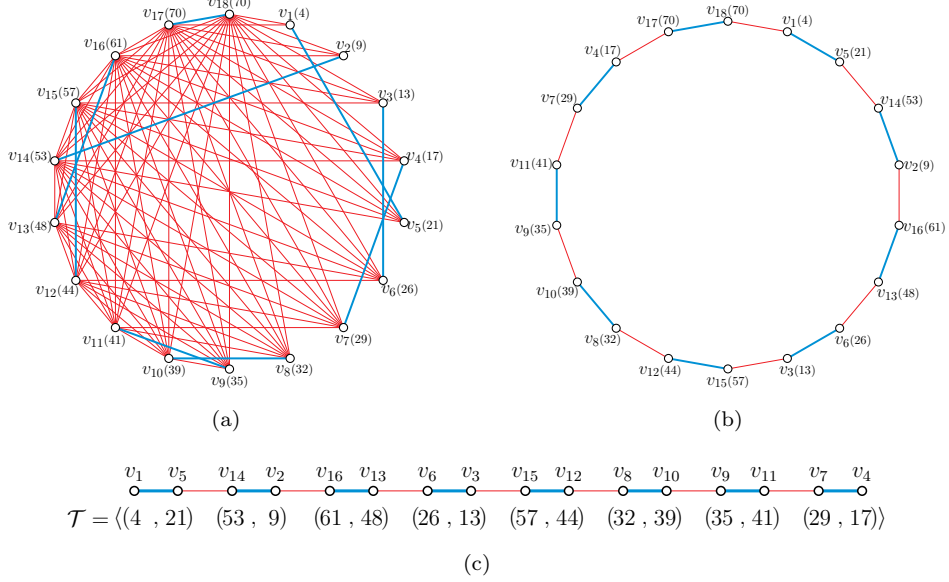 v18(70)
v17(70)
v1(4)
v16(61)
v2(9)
v15(57)
v3(13)
v14(53)
v4(17)
v13(48)
v5(21)
v12(44)
v6(26)
v11(41)
v7(29)
v10(39)
v8(32)
v9(35)
(a)
v18(70)
v17(70)
v1(4)
v4(17)
v5(21)
v7(29)
v14(53)
v11(41)
v2(9)
v9(35)
v16(61)
v10(39)
v13(48)
v8(32)
v6(26)
v12(44)
v3(13)
v15(57)
(b)
v1 v5 v14 v2 v16 v13 v6 v3 v15 v12 v8 v10 v9 v11 v7 v4
𝒯 = ⟨(4 , 21) (53 , 9) (61 , 48) (26 , 13) (57 , 44) (32 , 39) (35 , 41) (29 , 17)⟩
(c)